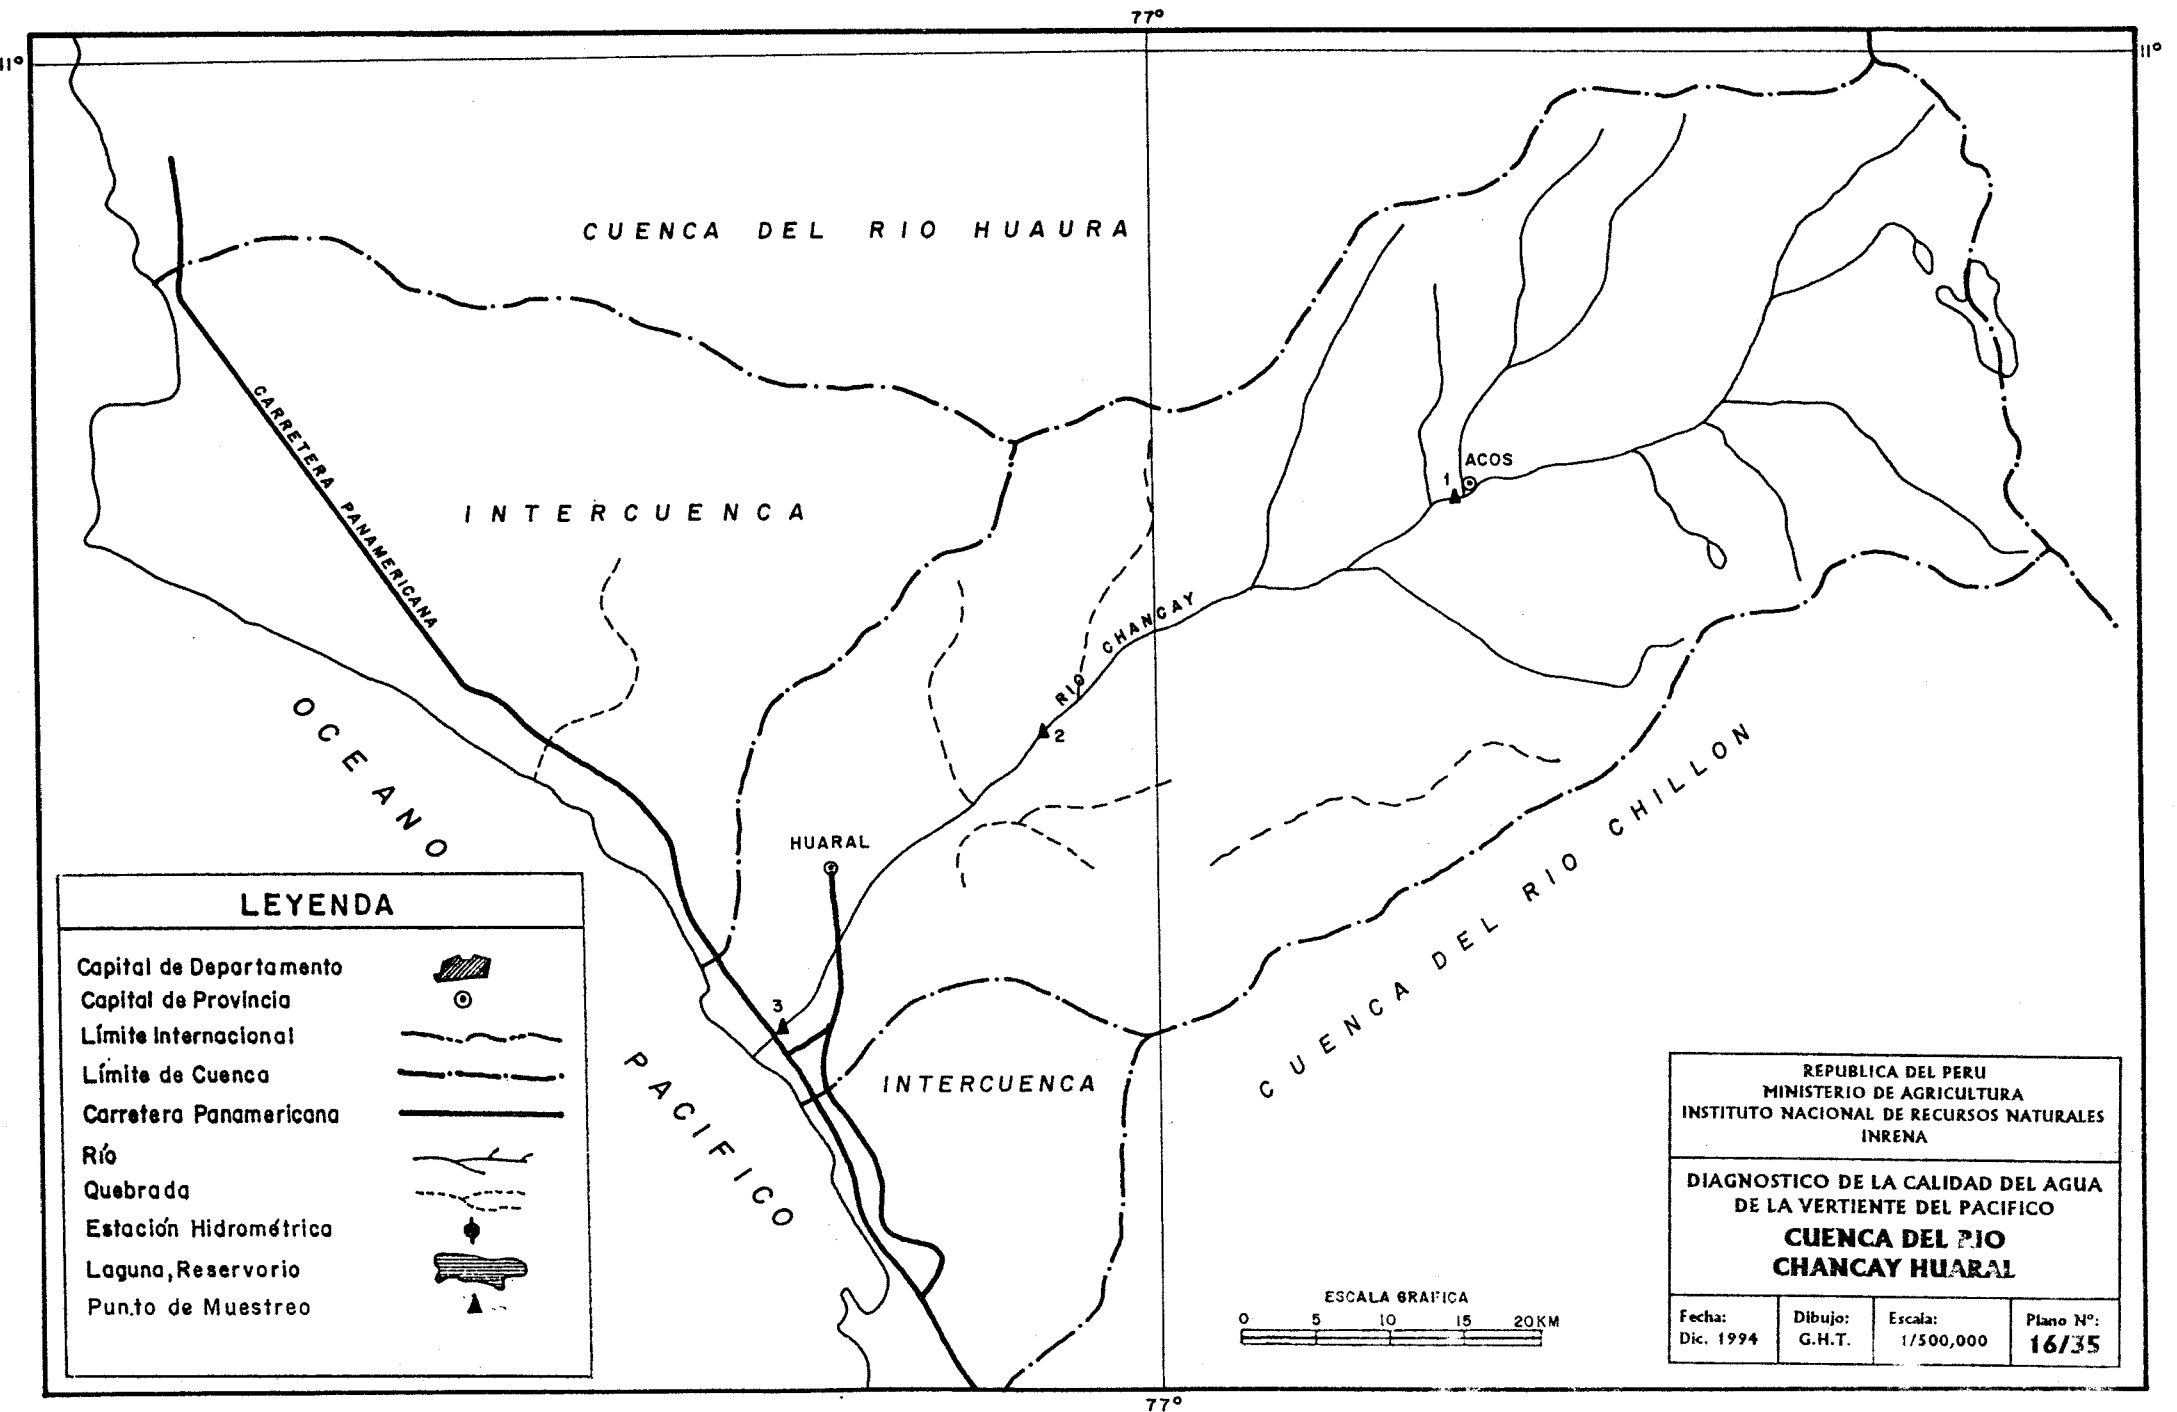 77°
11°
11°
CUENCA DEL RIO HUAURA
CARRETERA PANAMERICANA
INTERCUENCA
ACOS
1
RIO CHANCAY
2
OCEANO
PACIFICO
HUARAL
3
INTERCUENCA
CUENCA DEL RIO CHILLON
LEYENDA
Capital de Departamento
Capital de Provincia
Límite Internacional
Límite de Cuenca
Carretera Panamericana
Río
Quebrada
Estación Hidrométrica
Laguna, Reservorio
Punto de Muestreo
ESCALA GRAFICA
0 5 10 15 20 KM
REPUBLICA DEL PERU
MINISTERIO DE AGRICULTURA
INSTITUTO NACIONAL DE RECURSOS NATURALES
INRENA
DIAGNOSTICO DE LA CALIDAD DEL AGUA
DE LA VERTIENTE DEL PACIFICO
CUENCA DEL RIO
CHANCAY HUARAL
Fecha:
Dic. 1994
Dibujo:
G.H.T.
Escala:
1/500,000
Plano Nº:
16/35
77°